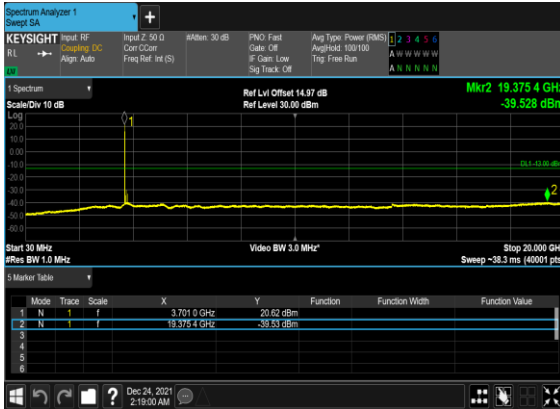 Spectrum Analyzer 1
Swept SA
+
KEYSIGHT Input: RF Input Z: 50 Ω #Atten: 30 dB PNO: Fast Avg Type: Power (RMS) 1 2 3 4 5 6
RL Coupling: DC Corr CCorr Gate: Off Avg|Hold: 100/100 A W W W W W
Align: Auto Freq Ref: Int (S) IF Gain: Low Trig: Free Run
Sig Track: Off A N N N N N
1 Spectrum
Ref Lvl Offset 14.97 dB Mkr2 19.375 4 GHz
Scale/Div 10 dB Ref Level 30.00 dBm -39.528 dBm
Log
20.0
10.0
0.00
-10.0
DL1 -13.00 dBm
-20.0
-30.0
-40.0
-50.0
-60.0
1
2
Start 30 MHz Video BW 3.0 MHz* Stop 20.000 GHz
#Res BW 1.0 MHz Sweep ~38.3 ms (40001 pts)
5 Marker Table
Mode Trace Scale X Y Function Function Width Function Value
1 N 1 f 3.701 0 GHz 20.62 dBm
2 N 1 f 19.375 4 GHz -39.53 dBm
3
4
5
6
? Dec 24, 2021
2:19:00 AM